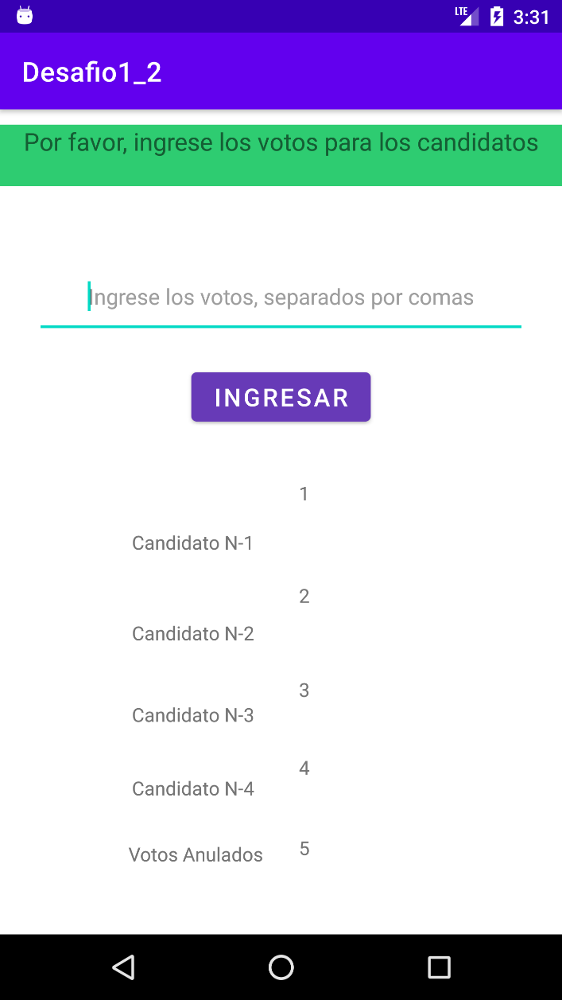 LTE 3:31
Desafio1_2
Por favor, ingrese los votos para los candidatos
Ingrese los votos, separados por comas
INGRESAR
1
Candidato N-1
2
Candidato N-2
3
Candidato N-3
4
Candidato N-4
Votos Anulados 5